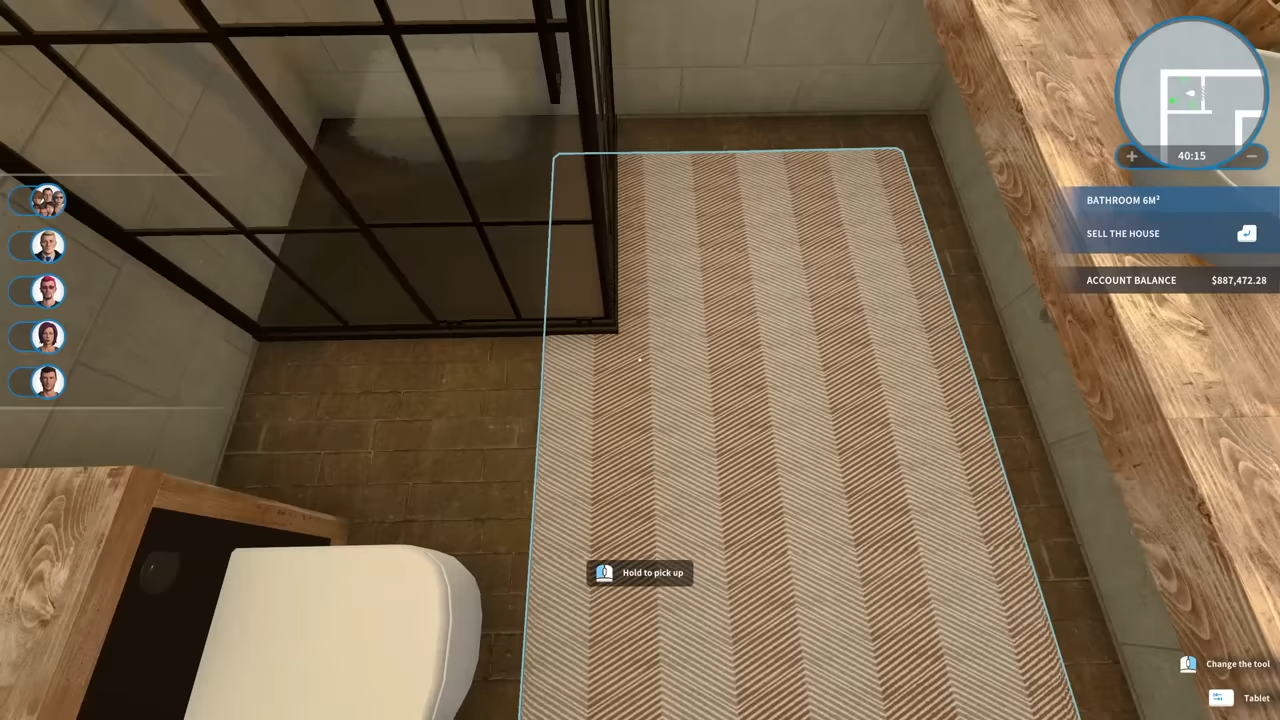 40:15
BATHROOM 6M²
SELL THE HOUSE
ACCOUNT BALANCE $887,472.28
Hold to pick up
Change the tool
Tablet